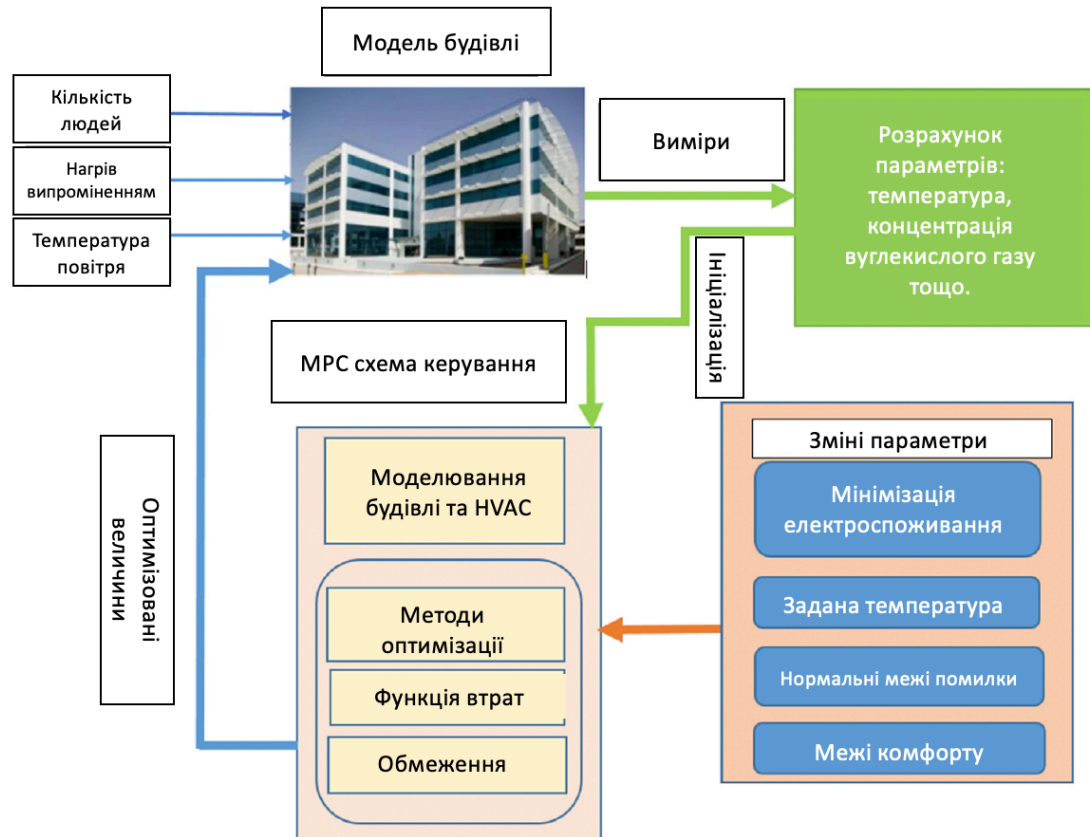 Модель будівлі
Кількість
людей
Нагрів
випроміненням
Температура
повітря
Виміри
Розрахунок
параметрів:
температура,
концентрація
вуглекислого газу
тощо.
Ініціалізація
МРС схема керування
Моделювання
будівлі та HVAC
Методи
оптимізації
Функція втрат
Обмеження
Оптимізовані
величини
Зміні параметри
Мінімізація
електроспоживання
Задана температура
Нормальні межі помилки
Межі комфорту